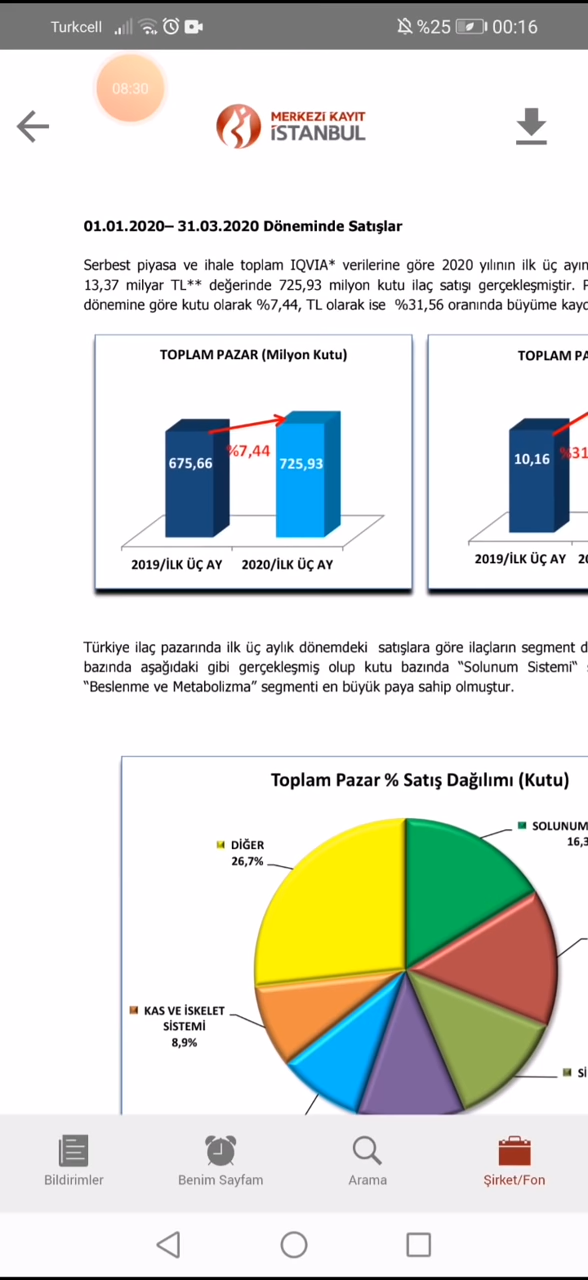 Turkcell %25 00:16
08:30
MERKEZİ KAYIT
İSTANBUL
01.01.2020– 31.03.2020 Döneminde Satışlar
Serbest piyasa ve ihale toplam IQVIA* verilerine göre 2020 yılının ilk üç ayın
13,37 milyar TL** değerinde 725,93 milyon kutu ilaç satışı gerçekleşmiştir. P
dönemine göre kutu olarak %7,44, TL olarak ise %31,56 oranında büyüme kayd
TOPLAM PAZAR (Milyon Kutu)
675,66
%7,44
725,93
2019/İLK ÜÇ AY 2020/İLK ÜÇ AY
TOPLAM PA
10,16
%31
2019/İLK ÜÇ AY 20
Türkiye ilaç pazarında ilk üç aylık dönemdeki satışlara göre ilaçların segment d
bazında aşağıdaki gibi gerçekleşmiş olup kutu bazında “Solunum Sistemi“ s
“Beslenme ve Metabolizma” segmenti en büyük paya sahip olmuştur.
Toplam Pazar % Satış Dağılımı (Kutu)
SOLUNUM
16,3
DİĞER
26,7%
KAS VE İSKELET
SİSTEMİ
8,9%
Sİ
Bildirimler
Benim Sayfam
Arama
Şirket/Fon